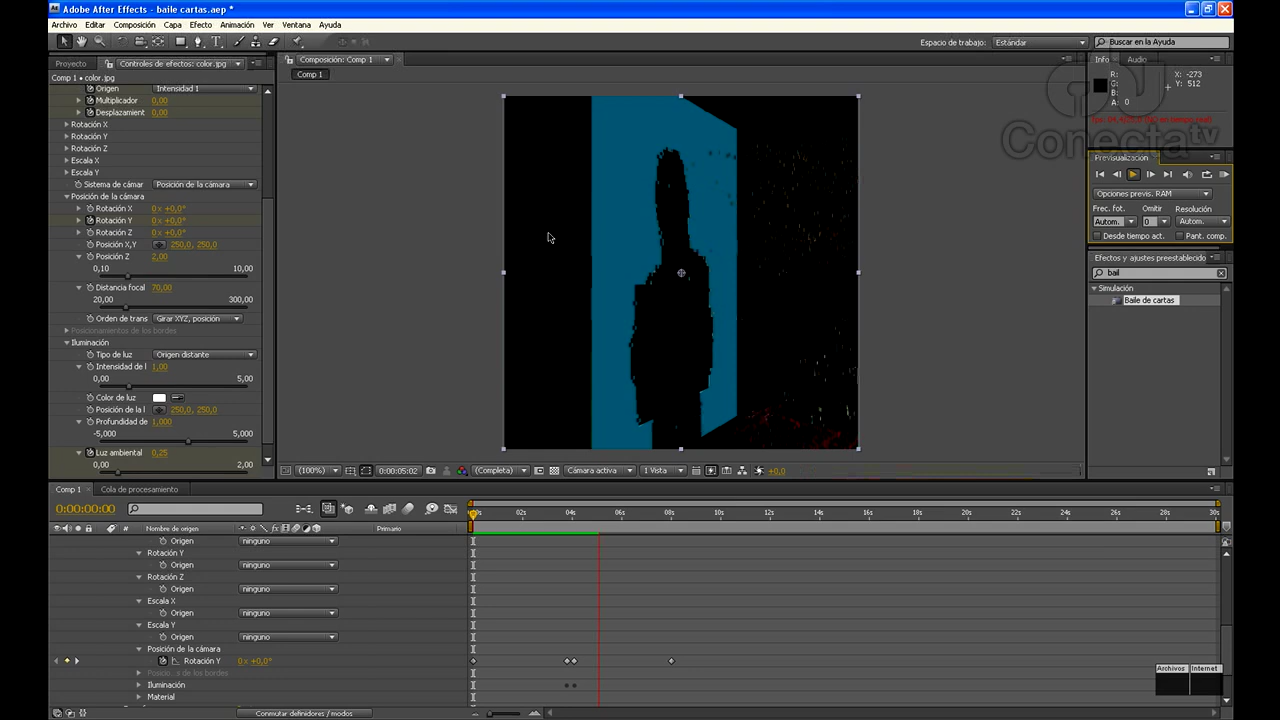 Adobe After Effects - baile cartas.aep *
Archivo Editar Composición Capa Efecto Animación Ver Ventana Ayuda
Espacio de trabajo: Estándar Buscar en la Ayuda
Proyecto Controles de efectos: color.jpg
Comp 1 • color.jpg
Origen Intensidad 1
Multiplicador 0,00
Desplazamient 0,00
Rotación X
Rotación Y
Rotación Z
Escala X
Escala Y
Sistema de cámar Posición de la cámara
Posición de la cámara
Rotación X 0x+0,0°
Rotación Y 0x+0,0°
Rotación Z 0x+0,0°
Posición X,Y 250,0, 250,0
Posición Z 2,00
0,10 10,00
Distancia focal 70,00
20,00 300,00
Orden de trans Girar XYZ, posición
Posicionamientos de los bordes
Iluminación
Tipo de luz Origen distante
Intensidad de l 1,00
0,00 5,00
Color de luz
Posición de la l 250,0, 250,0
Profundidad de 1,000
-5,000 5,000
Luz ambiental 0,25
0,00 2,00
Composición: Comp 1
Comp 1
(100%) 0:00:05:02 (Completa) Cámara activa 1 Vista +0,0
Info Audio
R:
G:
B:
A: 0
X: -273
Y: 512
Conecta tv
Previsualización
Opciones previs. RAM
Frec. fot. Omitir Resolución
Autom. 0 Autom.
Desde tiempo act. Pant. comp.
Efectos y ajustes preestablecido
bail
Simulación
Baile de cartas
Comp 1 Cola de procesamiento
0:00:00:00
00s 02s 04s 06s 08s 10s 12s 14s 16s 18s 20s 22s 24s 26s 28s 30s
# Nombre de origen Primario
Origen ninguno
Rotación Y
Origen ninguno
Rotación Z
Origen ninguno
Escala X
Origen ninguno
Escala Y
Origen ninguno
Posición de la cámara
Rotación Y 0x+0,0°
Posicio...s de los bordes
Iluminación
Material
Conmutar definidores / modos
Archivos Internet